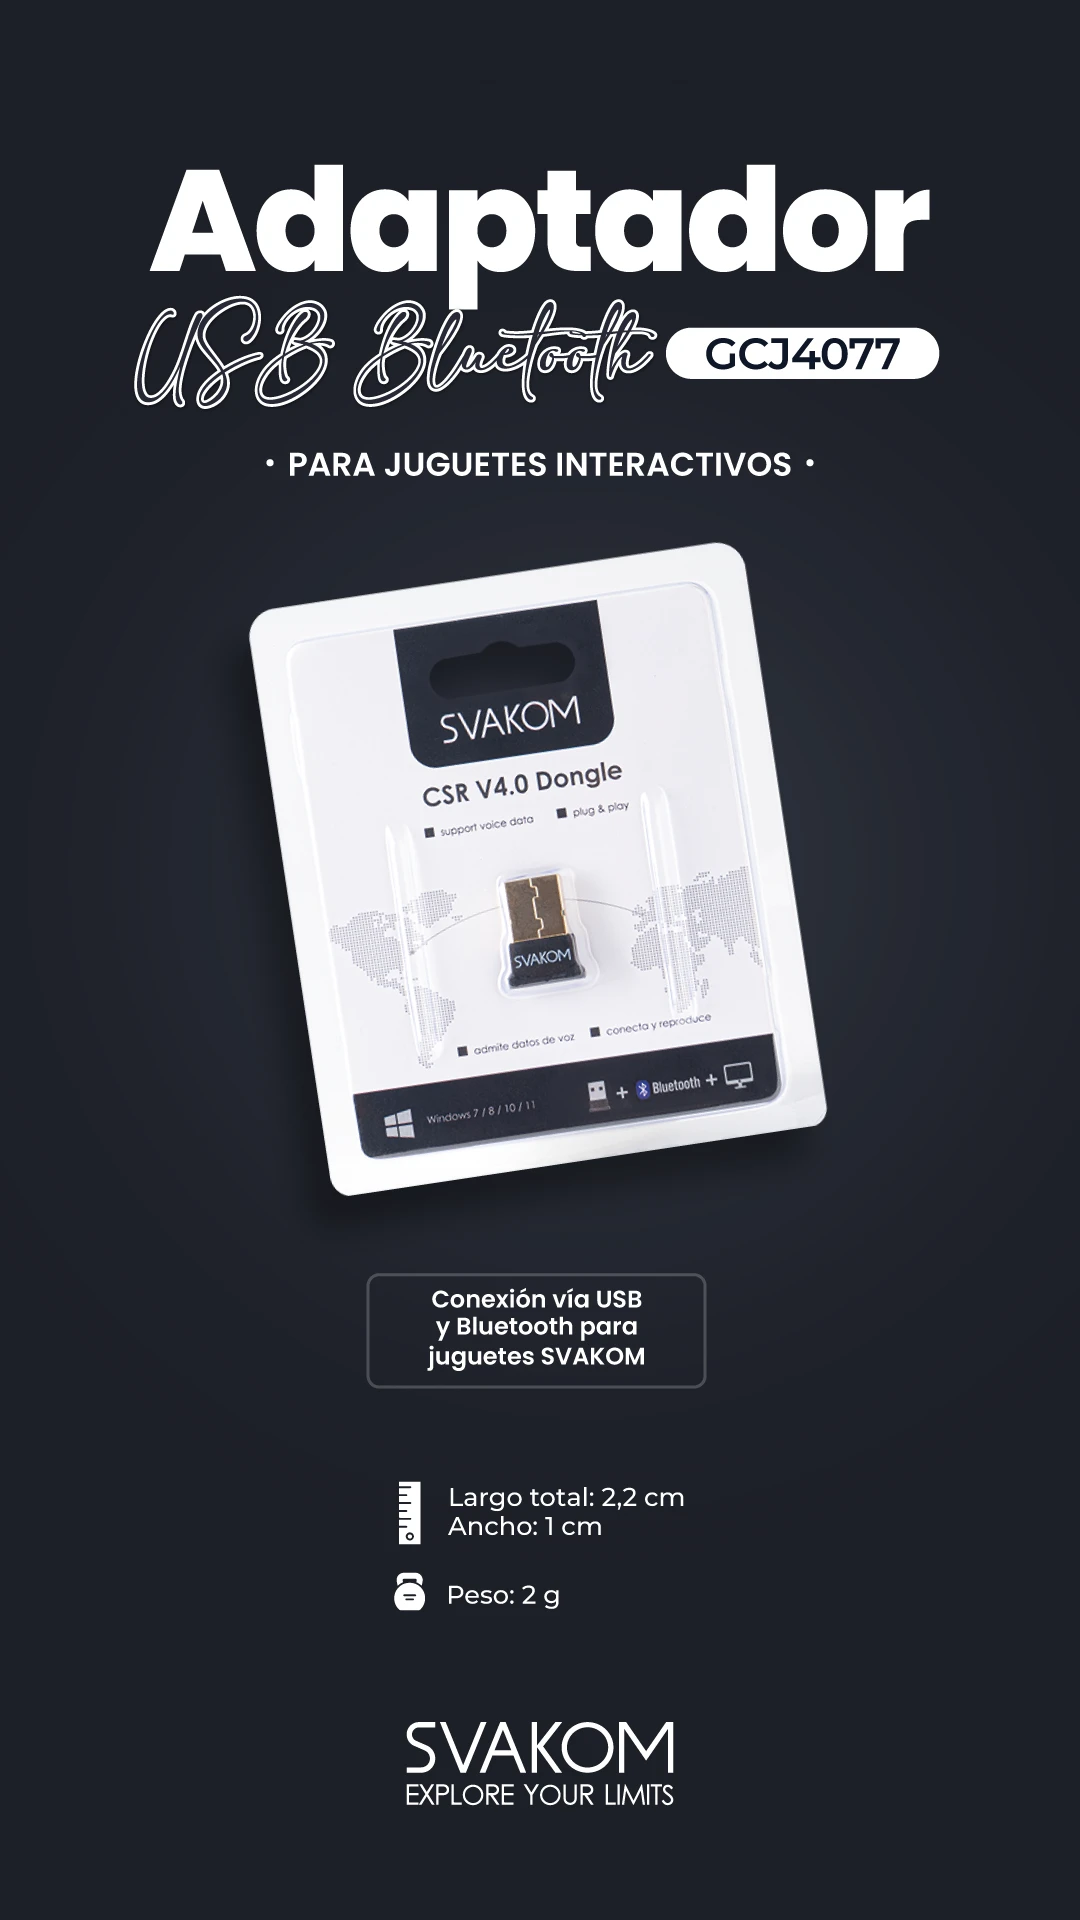 Adaptador
USB Bluetooth GCJ4077
• PARA JUGUETES INTERACTIVOS •
SVAKOM
CSR V4.0 Dongle
support voice data plug & play
SVAKOM
admite datos de voz conecta y reproduce
Windows 7 / 8 / 10 / 11 + Bluetooth +
Conexión vía USB
y Bluetooth para
juguetes SVAKOM
Largo total: 2,2 cm
Ancho: 1 cm
Peso: 2 g
SVAKOM
EXPLORE YOUR LIMITS